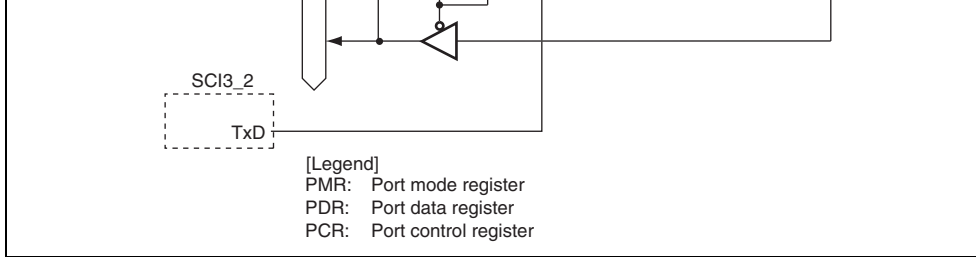 SCI3_2
TxD
[Legend]
PMR: Port mode register
PDR: Port data register
PCR: Port control register